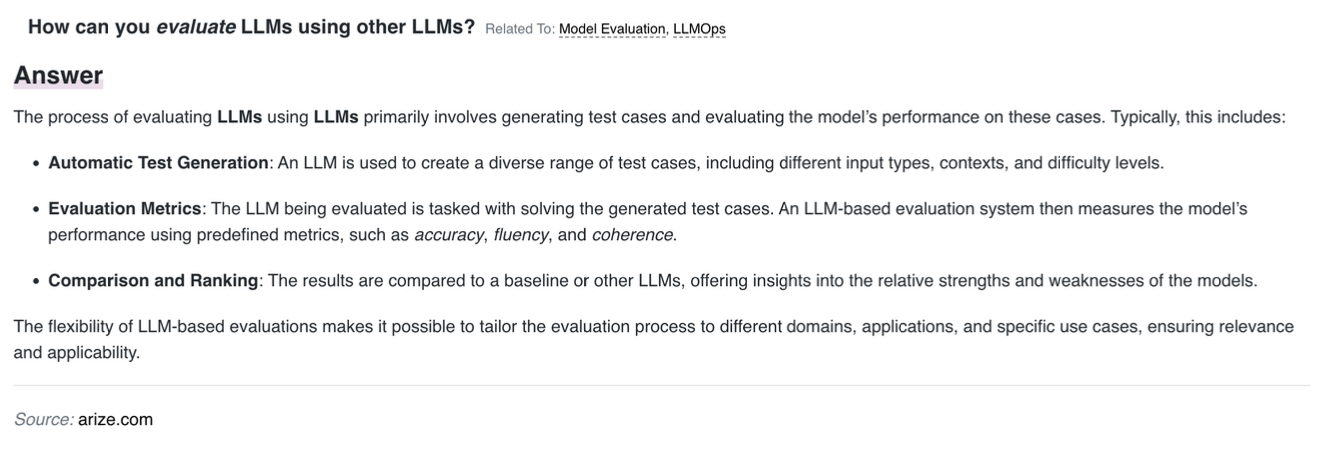 How can you evaluate LLMs using other LLMs? Related To: Model Evaluation, LLMOps
Answer
The process of evaluating LLMs using LLMs primarily involves generating test cases and evaluating the model’s performance on these cases. Typically, this includes:
• Automatic Test Generation: An LLM is used to create a diverse range of test cases, including different input types, contexts, and difficulty levels.
• Evaluation Metrics: The LLM being evaluated is tasked with solving the generated test cases. An LLM-based evaluation system then measures the model’s
performance using predefined metrics, such as accuracy, fluency, and coherence.
• Comparison and Ranking: The results are compared to a baseline or other LLMs, offering insights into the relative strengths and weaknesses of the models.
The flexibility of LLM-based evaluations makes it possible to tailor the evaluation process to different domains, applications, and specific use cases, ensuring relevance
and applicability.
Source: arize.com